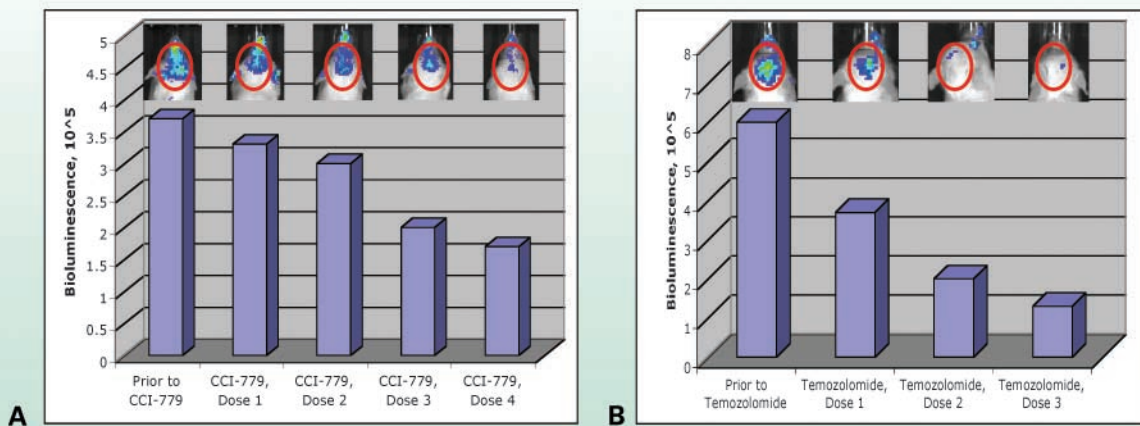 5
4.5
4
3.5
3
2.5
2
1.5
1
0.5
0
Bioluminescence, 10^5
Prior to
CCI-779
CCI-779,
Dose 1
CCI-779,
Dose 2
CCI-779,
Dose 3
CCI-779,
Dose 4
A
8
7
6
5
4
3
2
1
0
Bioluminescence, 10^5
Prior to
Temozolomide
Temozolomide,
Dose 1
Temozolomide,
Dose 2
Temozolomide,
Dose 3
B